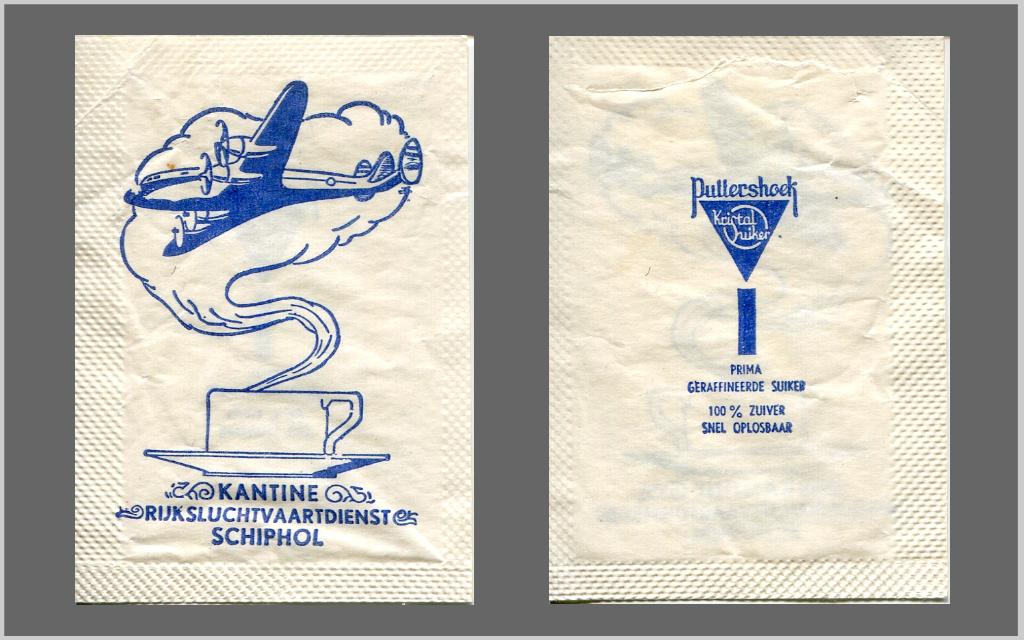 KANTINE
RIJKSLUCHTVAARTDIENST
SCHIPHOL
Puttershoek
Kristal
Suiker
PRIMA
GERAFFINEERDE SUIKER
100 % ZUIVER
SNEL OPLOSBAAR